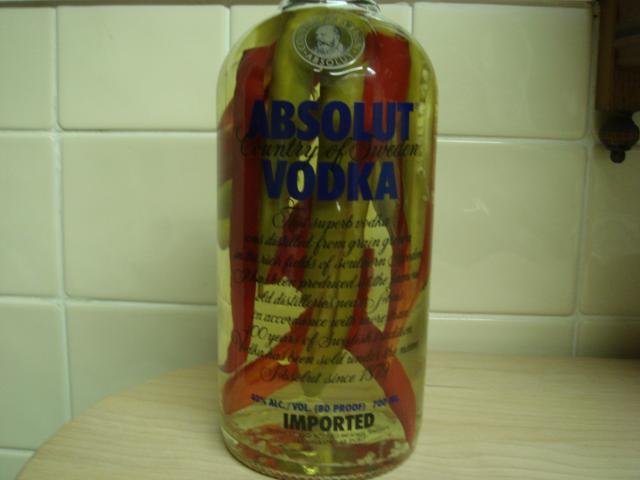 ABSOLUT
ABSOLUT
Country of Sweden
VODKA
This superb vodka
was distilled from grain grown
in the rich fields of southern Sweden.
It has been produced at the famous
old distilleries near Åhus
in accordance with more than
400 years of Swedish tradition.
Vodka has been sold under the name
Absolut since 1879.
40% ALC./VOL. (80 PROOF) 700 ML
IMPORTED